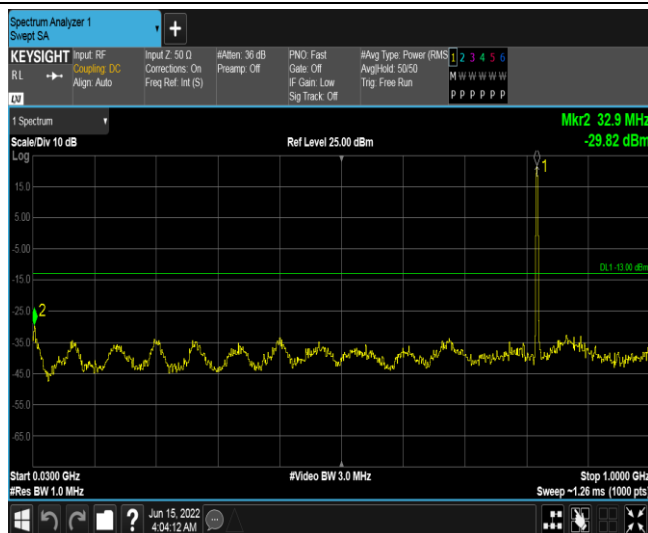 Spectrum Analyzer 1
Swept SA
+
KEYSIGHT
RL
LXI
Input: RF
Coupling: DC
Align: Auto
Input Z: 50 Ω
Corrections: On
Freq Ref: Int (S)
#Atten: 36 dB
Preamp: Off
PNO: Fast
Gate: Off
IF Gain: Low
Sig Track: Off
#Avg Type: Power (RMS
Avg|Hold: 50/50
Trig: Free Run
1 2 3 4 5 6
M W W W W W
P P P P P P
1 Spectrum
Mkr2 32.9 MHz
Scale/Div 10 dB
Ref Level 25.00 dBm
-29.82 dBm
Log
1
15.0
5.00
-5.00
DL1 -13.00 dBm
-15.0
-25.0
2
-35.0
-45.0
-55.0
-65.0
Start 0.0300 GHz
#Video BW 3.0 MHz
Stop 1.0000 GHz
#Res BW 1.0 MHz
Sweep ~1.26 ms (1000 pts)
?
Jun 15, 2022
4:04:12 AM